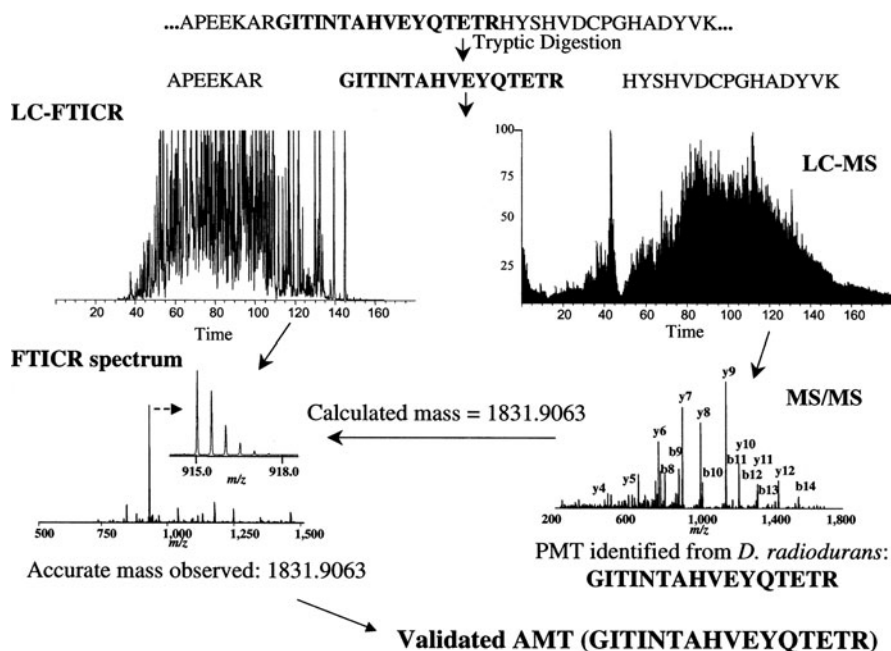 ...APEEKARGITINTAHVEYQTETRHYSHVDCPGHADYVK...
Tryptic Digestion
APEEKAR GITINTAHVEYQTETR HYSHVDCPGHADYVK
LC-FTICR
20 40 60 80 100 120 140 160
Time
LC-MS
100
75
50
25
20 40 60 80 100 120 140 160
Time
FTICR spectrum
915.0 918.0
m/z
500 1,000 1,250 1,500
m/z
Accurate mass observed: 1831.9063
Calculated mass = 1831.9063
MS/MS
y9
y7
y8
y6
b9
y10
b11 y11
y5
b8
b10
b12
y12
y4
b13
b14
200 600 1,000 1,400 1,800
m/z
PMT identified from D. radiodurans:
GITINTAHVEYQTETR
Validated AMT (GITINTAHVEYQTETR)